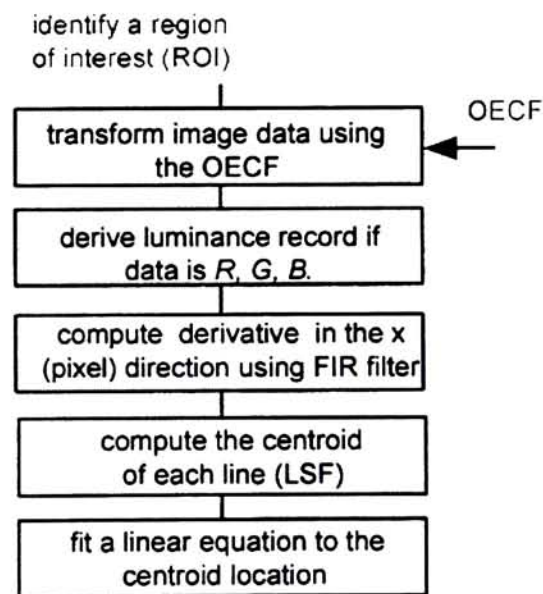 identify a region
of interest (ROI)
OECF
transform image data using
the OECF
derive luminance record if
data is R, G, B.
compute derivative in the x
(pixel) direction using FIR filter
compute the centroid
of each line (LSF)
fit a linear equation to the
centroid location